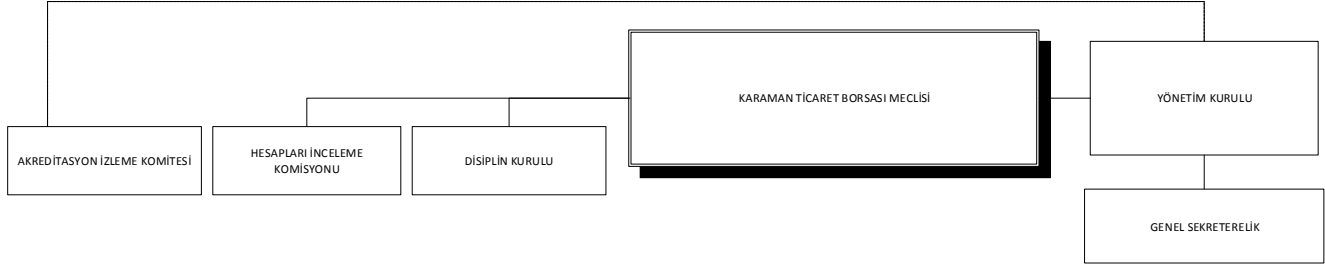 KARAMAN TİCARET BORSASI MECLİSİ
YÖNETİM KURULU
AKREDİTASYON İZLEME KOMİTESİ
HESAPLARI İNCELEME
KOMİSYONU
DİSİPLİN KURULU
GENEL SEKRETERELİK